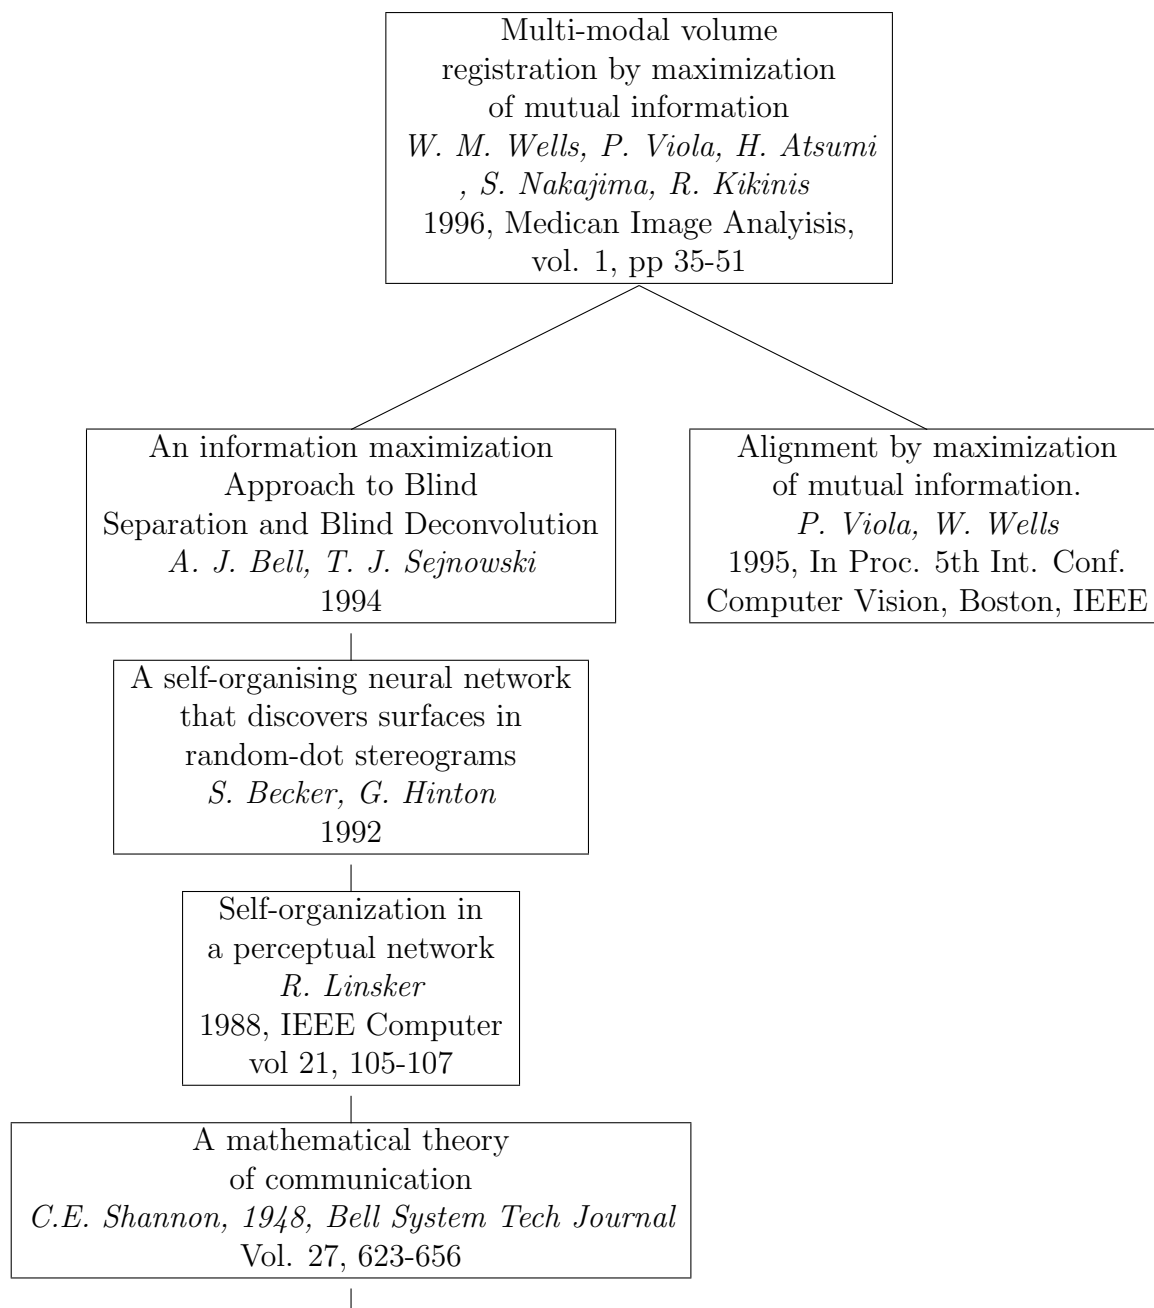 Multi-modal volume
registration by maximization
of mutual information
W. M. Wells, P. Viola, H. Atsumi
, S. Nakajima, R. Kikinis
1996, Medican Image Analyisis,
vol. 1, pp 35-51
An information maximization
Approach to Blind
Separation and Blind Deconvolution
A. J. Bell, T. J. Sejnowski
1994
Alignment by maximization
of mutual information.
P. Viola, W. Wells
1995, In Proc. 5th Int. Conf.
Computer Vision, Boston, IEEE
A self-organising neural network
that discovers surfaces in
random-dot stereograms
S. Becker, G. Hinton
1992
Self-organization in
a perceptual network
R. Linsker
1988, IEEE Computer
vol 21, 105-107
A mathematical theory
of communication
C.E. Shannon, 1948, Bell System Tech Journal
Vol. 27, 623-656